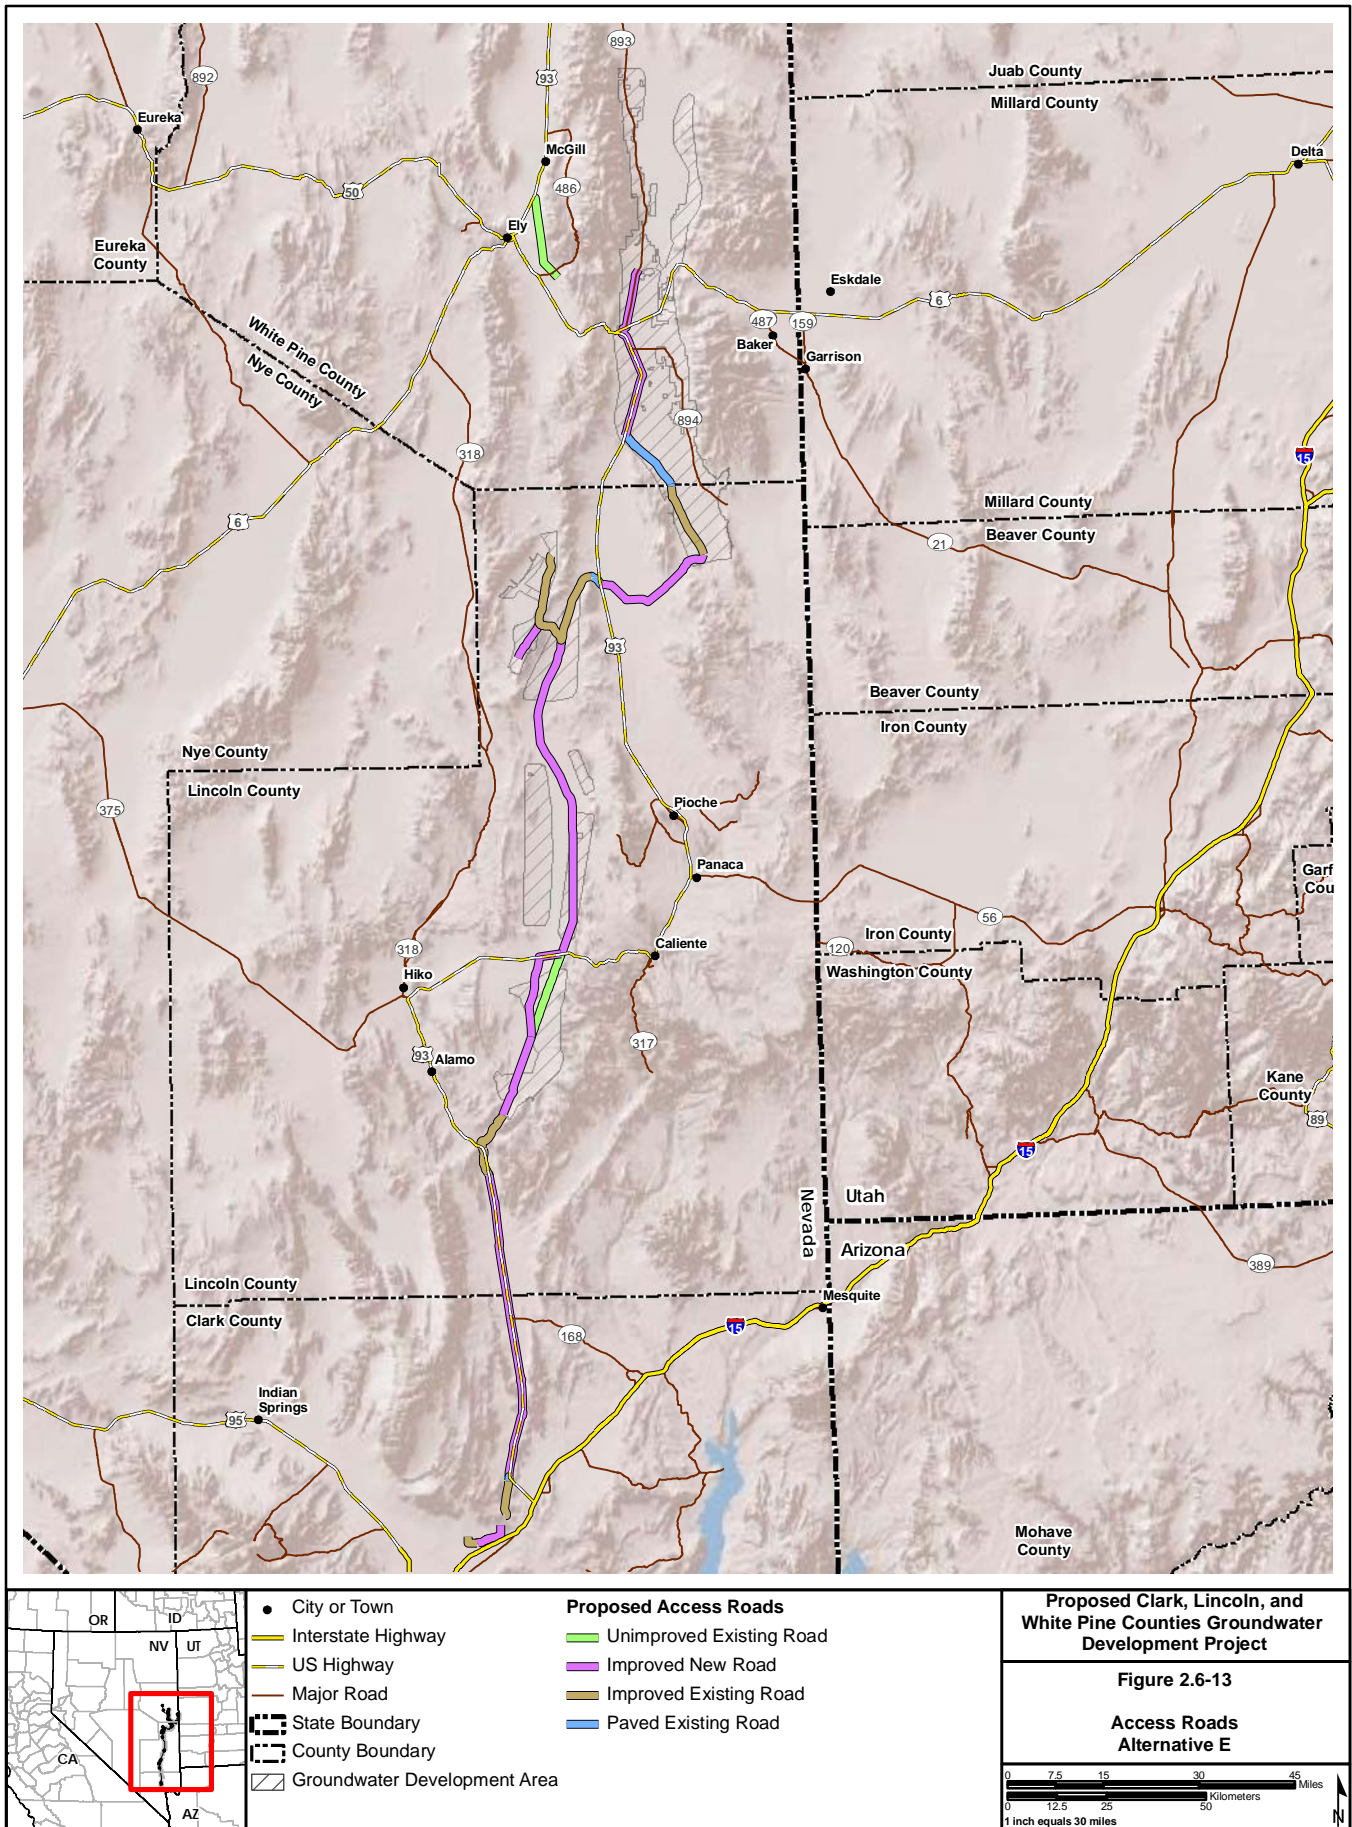 893
892
93
Juab County
Millard County
Eureka
McGill
Delta
50
486
Ely
Eureka
County
Eskdale
6
487
159
Baker
Garrison
White Pine County
Nye County
894
318
15
Millard County
Beaver County
6
21
93
Beaver County
Iron County
Nye County
Lincoln County
375
Pioche
Panaca
Garf
Cou
56
318
Caliente
120
Iron County
Washington County
Hiko
317
93
Alamo
Kane
County
89
15
Nevada
Utah
Arizona
389
Lincoln County
Clark County
Mesquite
15
168
Indian
Springs
95
Mohave
County
OR
ID
NV
UT
CA
AZ
City or Town
Interstate Highway
US Highway
Major Road
State Boundary
County Boundary
Groundwater Development Area
Proposed Access Roads
Unimproved Existing Road
Improved New Road
Improved Existing Road
Paved Existing Road
Proposed Clark, Lincoln, and
White Pine Counties Groundwater
Development Project
Figure 2.6-13
Access Roads
Alternative E
0 7.5 15 30 45
Miles
0 12.5 25 50
Kilometers
1 inch equals 30 miles
N